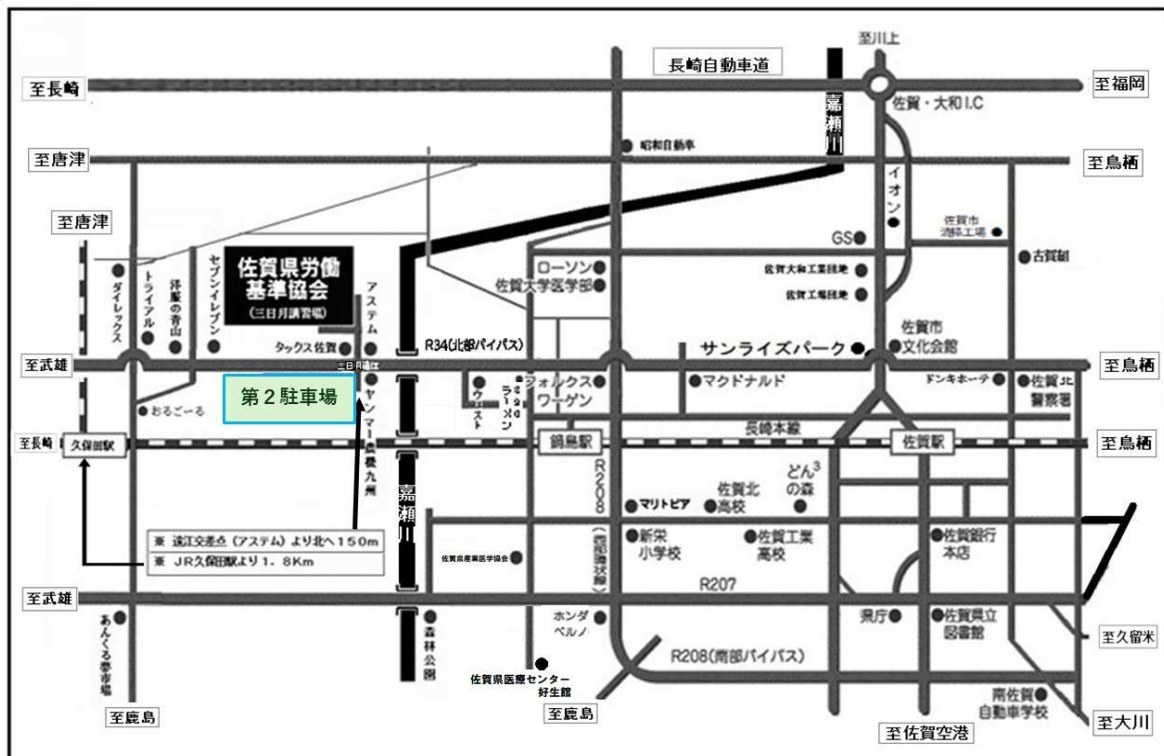 至川上
長崎自動車道
至長崎
至福岡
嘉瀬川
佐賀・大和I.C
昭和自動車
至唐津
至鳥栖
イオン
至唐津
佐賀市
清掃工場
GS
古賀組
佐賀県労働
基準協会
(三日月講習場)
ローソン
佐賀大学医学部
佐賀大和工業団地
佐賀工場団地
ダイレックス
トライアル
洋服の青山
セブンイレブン
アステム
タックス佐賀
R34(北部バイパス)
サンライズパーク
佐賀市
文化会館
至武雄
三日月遠江
至鳥栖
第２駐車場
ヤンマー農機九州
ウエスト
ラーメン
フォルクス
ワーゲン
マクドナルド
ドンキホーテ
佐賀北
警察署
おるごーる
長崎本線
至長崎
久保田駅
鍋島駅
佐賀駅
至鳥栖
嘉瀬川
R208
(西部環状線)
マリトピア
佐賀北
高校
どん3
の森
新栄
小学校
佐賀工業
高校
佐賀銀行
本店
※ 遠江交差点（アステム）より北へ１５０ｍ
※ ＪＲ久保田駅より１．８Ｋｍ
佐賀県産業医学協会
R207
至武雄
あんくる夢市場
森林公園
ホンダ
ベルノ
県庁
佐賀県立
図書館
至久留米
R208(南部バイパス)
佐賀県医療センター
好生館
南佐賀
自動車学校
至鹿島
至鹿島
至佐賀空港
至大川